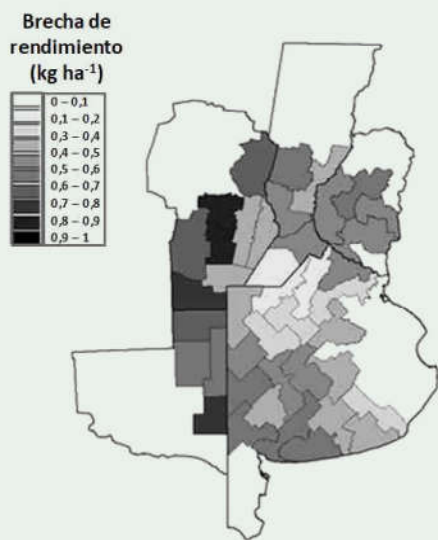 Brecha de
rendimiento
(kg ha⁻¹)
0 – 0,1
0,1 – 0,2
0,3 – 0,4
0,4 – 0,5
0,5 – 0,6
0,6 – 0,7
0,7 – 0,8
0,8 – 0,9
0,9 – 1